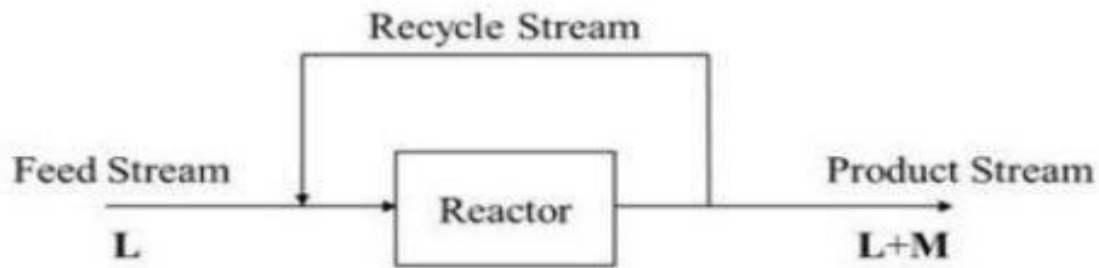 Recycle Stream
Feed Stream
Product Stream
Reactor
L
L+M